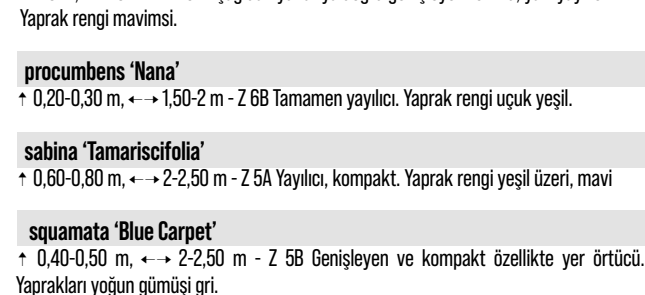 Yaprak rengi mavimsi.
procumbens ‘Nana’
↑ 0,20-0,30 m, ←→ 1,50-2 m - Z 6B Tamamen yayılıcı. Yaprak rengi uçuk yeşil.
sabina ‘Tamariscifolia’
↑ 0,60-0,80 m, ←→ 2-2,50 m - Z 5A Yayılıcı, kompakt. Yaprak rengi yeşil üzeri, mavi
squamata ‘Blue Carpet’
↑ 0,40-0,50 m, ←→ 2-2,50 m - Z 5B Genişleyen ve kompakt özellikte yer örtücü.
Yaprakları yoğun gümüşi gri.